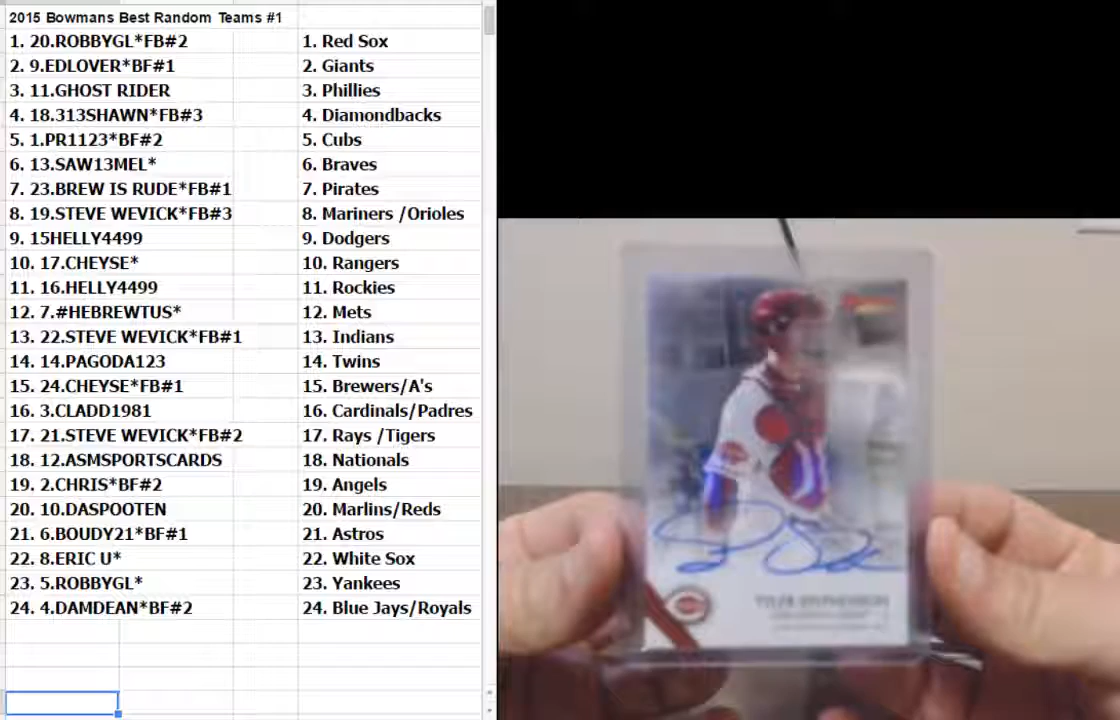 2015 Bowmans Best Random Teams #1
1. 20.ROBBYGL*FB#2 1. Red Sox
2. 9.EDLOVER*BF#1 2. Giants
3. 11.GHOST RIDER 3. Phillies
4. 18.313SHAWN*FB#3 4. Diamondbacks
5. 1.PR1123*BF#2 5. Cubs
6. 13.SAW13MEL* 6. Braves
7. 23.BREW IS RUDE*FB#1 7. Pirates
8. 19.STEVE WEVICK*FB#3 8. Mariners /Orioles
9. 15HELLY4499 9. Dodgers
10. 17.CHEYSE* 10. Rangers
11. 16.HELLY4499 11. Rockies
12. 7.#HEBREWTUS* 12. Mets
13. 22.STEVE WEVICK*FB#1 13. Indians
14. 14.PAGODA123 14. Twins
15. 24.CHEYSE*FB#1 15. Brewers/A's
16. 3.CLADD1981 16. Cardinals/Padres
17. 21.STEVE WEVICK*FB#2 17. Rays /Tigers
18. 12.ASMSPORTSCARDS 18. Nationals
19. 2.CHRIS*BF#2 19. Angels
20. 10.DASPOOTEN 20. Marlins/Reds
21. 6.BOUDY21*BF#1 21. Astros
22. 8.ERIC U* 22. White Sox
23. 5.ROBBYGL* 23. Yankees
24. 4.DAMDEAN*BF#2 24. Blue Jays/Royals
TYLER STEPHENSON